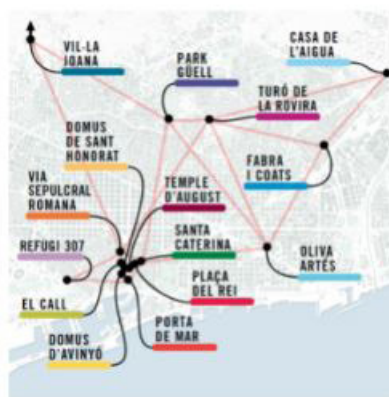 VIL·LA
JOANA
PARK
GÜELL
CASA DE
L'AIGUA
TURÓ DE
LA ROVIRA
DOMUS
DE SANT
HONORAT
FABRA
I COATS
VIA
SEPULCRAL
ROMANA
TEMPLE
D'AUGUST
REFUGI 307
SANTA
CATERINA
OLIVA
ARTÉS
EL CALL
PLAÇA
DEL REI
DOMUS
D'AVINYÓ
PORTA
DE MAR